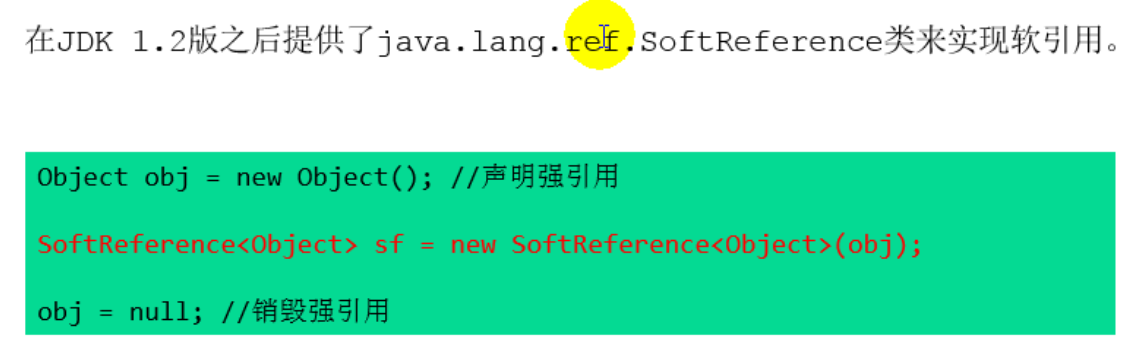 在JDK 1.2版之后提供了java.lang.ref.SoftReference类来实现软引用。
Object obj = new Object(); //声明强引用
SoftReference<Object> sf = new SoftReference<Object>(obj);
obj = null; //销毁强引用